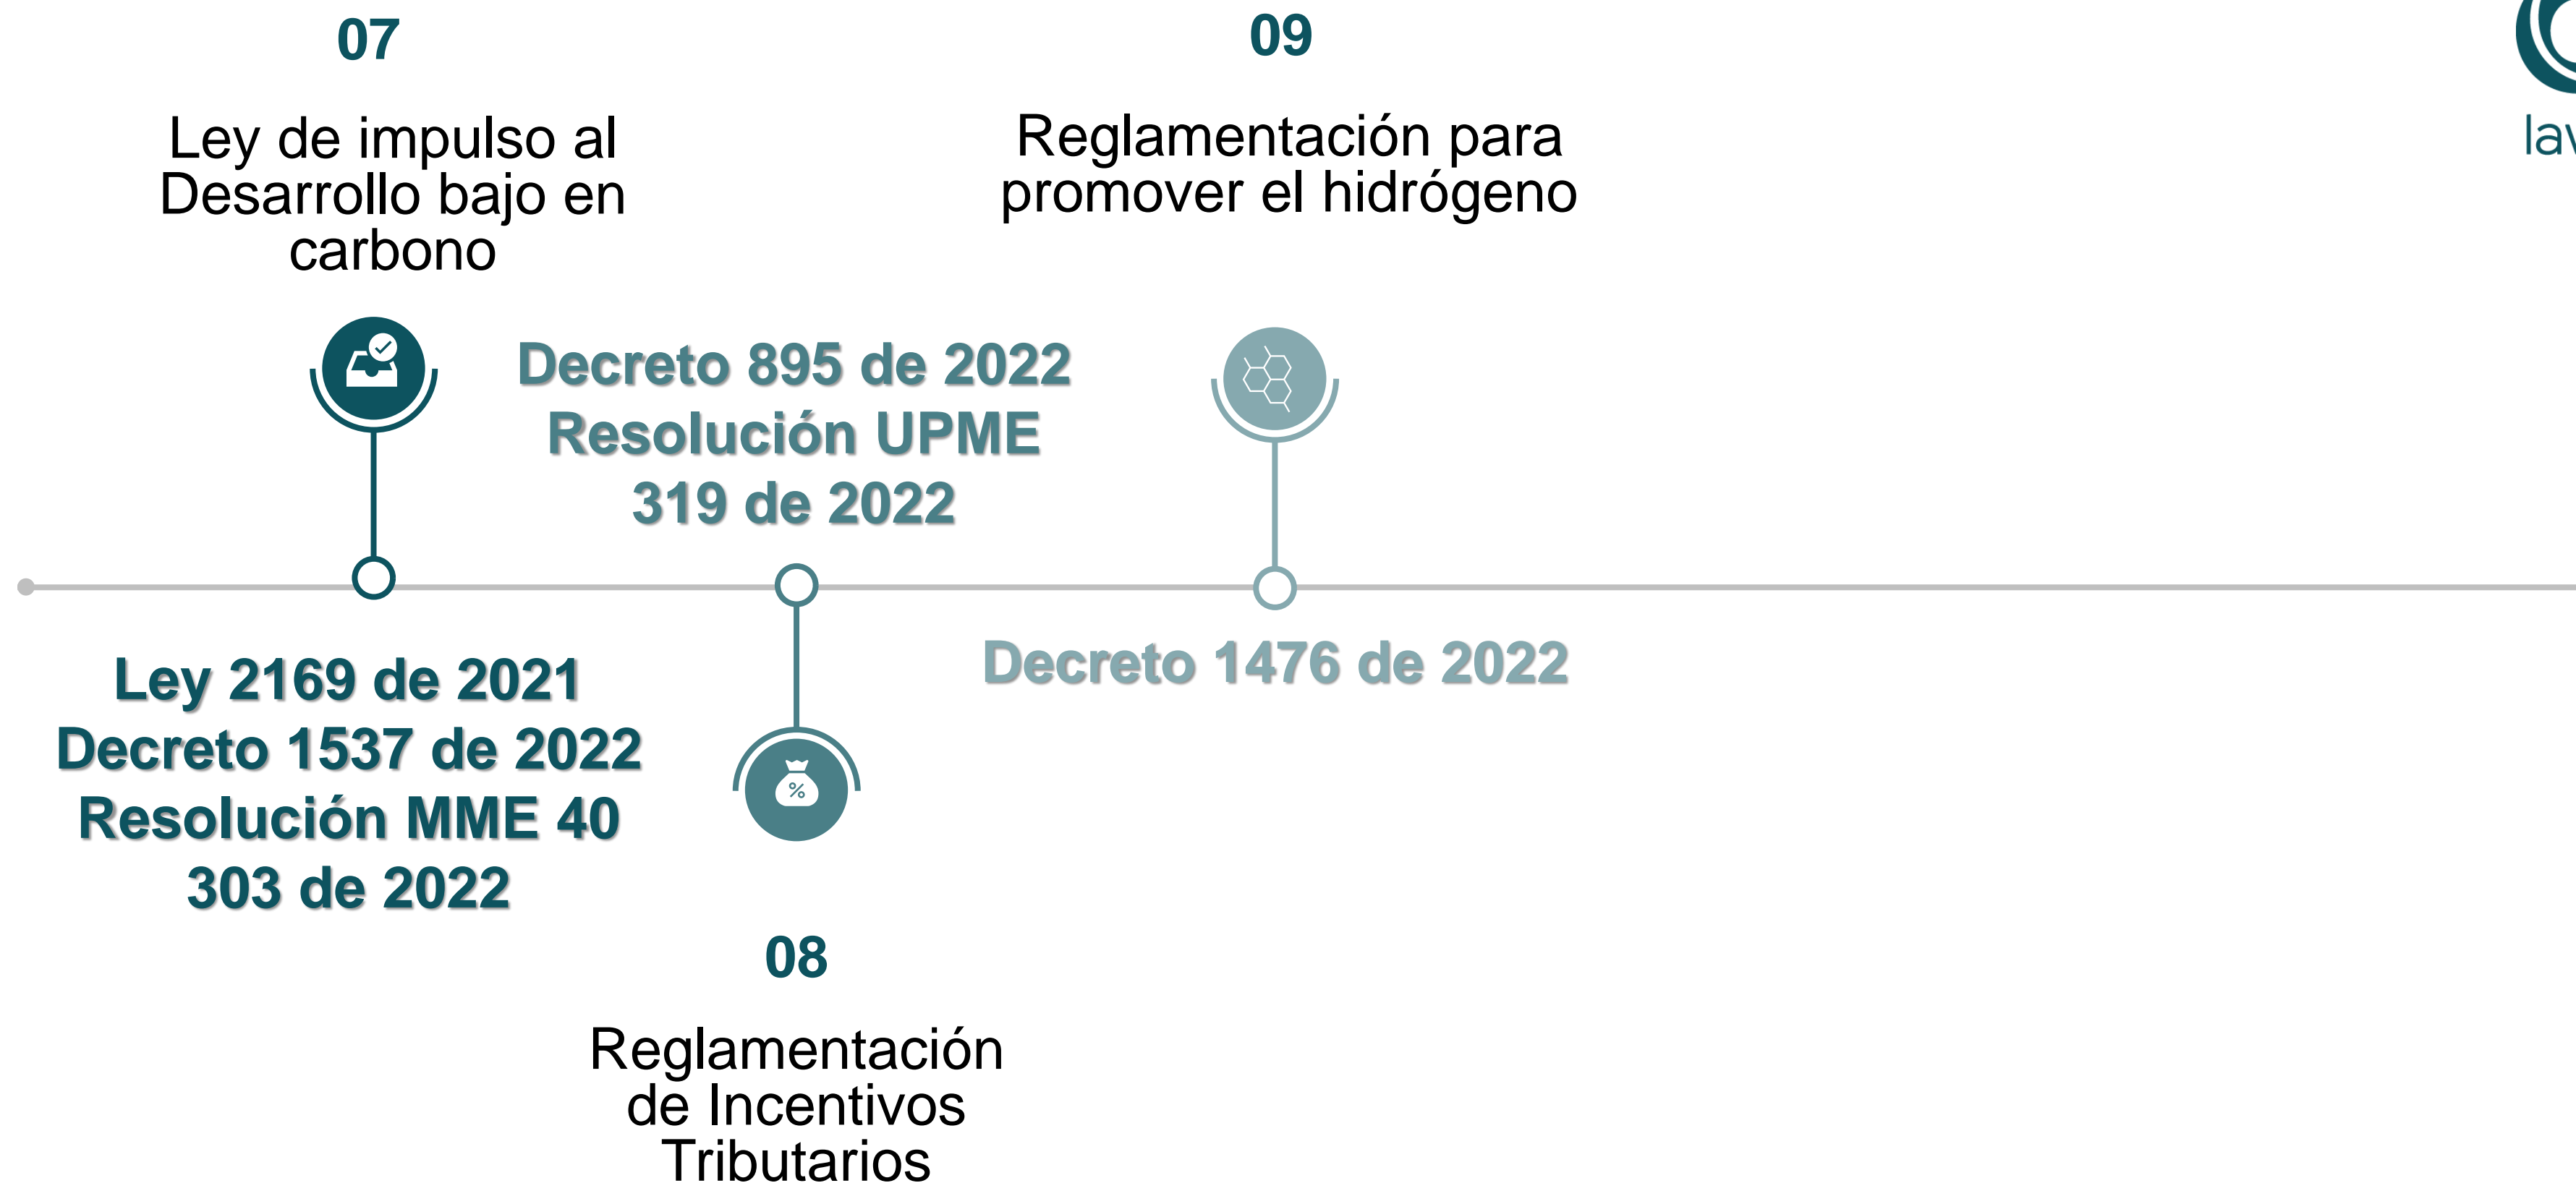 07
Ley de impulso al
Desarrollo bajo en
carbono
Ley 2169 de 2021
Decreto 1537 de 2022
Resolución MME 40
303 de 2022
Decreto 895 de 2022
Resolución UPME
319 de 2022
%
08
Reglamentación
de Incentivos
Tributarios
09
Reglamentación para
promover el hidrógeno
Decreto 1476 de 2022